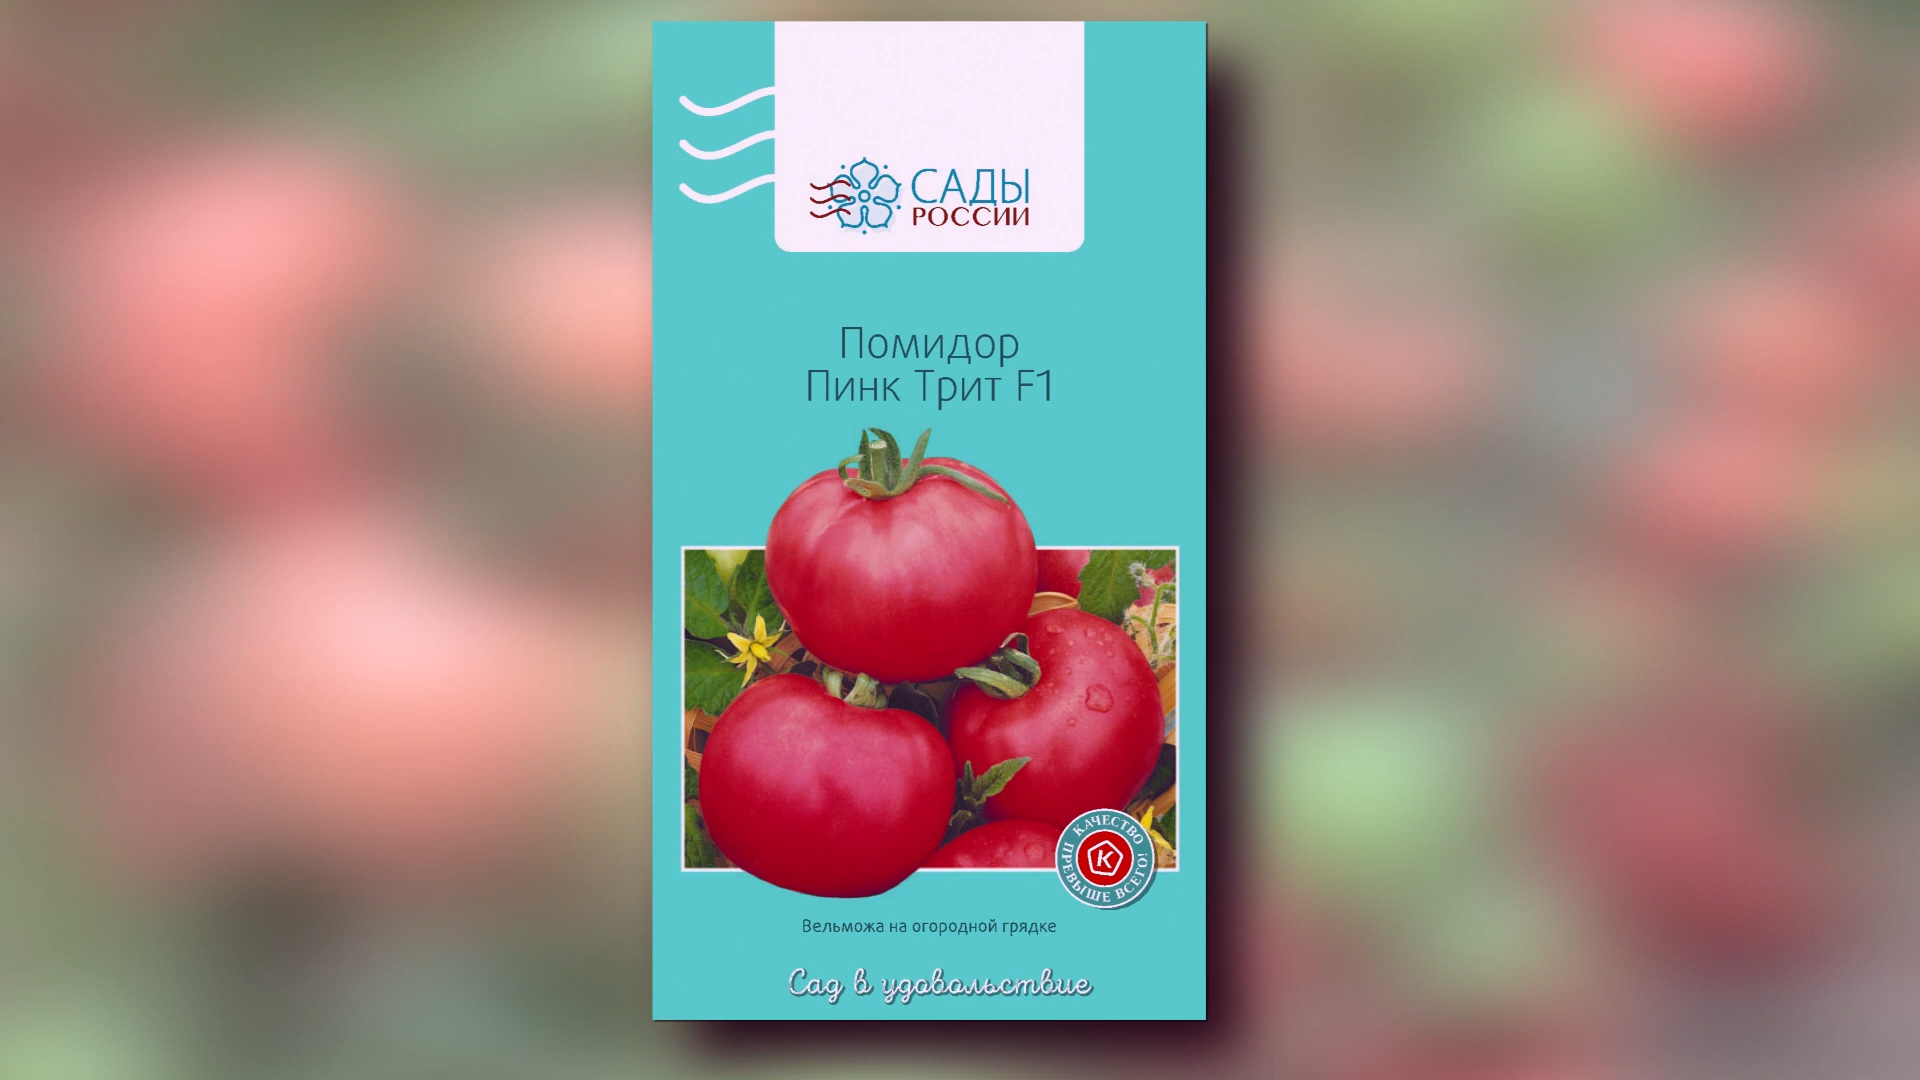 САДЫ
РОССИИ
Помидор
Пинк Трит F1
КАЧЕСТВО
ПРЕВЫШЕ ВСЕГО!
К
Вельможа на огородной грядке
Сад в удовольствие